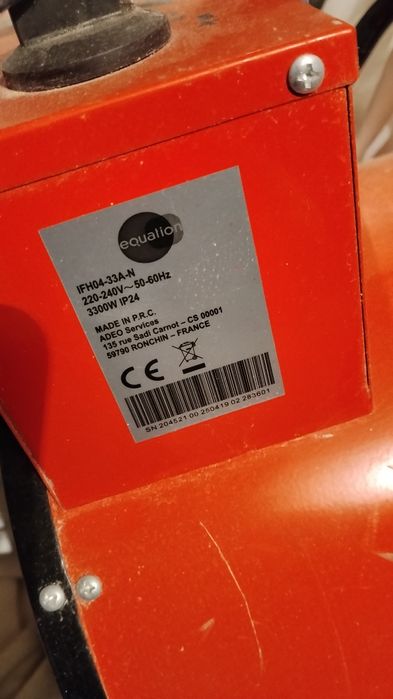 equation
IFH04-33A-N
220-240V～50-60Hz
3300W IP24
MADE IN P.R.C.
ADEO Services
135 rue Sadi Carnot – CS 00001
59790 RONCHIN – FRANCE
CE
SN 204521 00 250419 02 283601